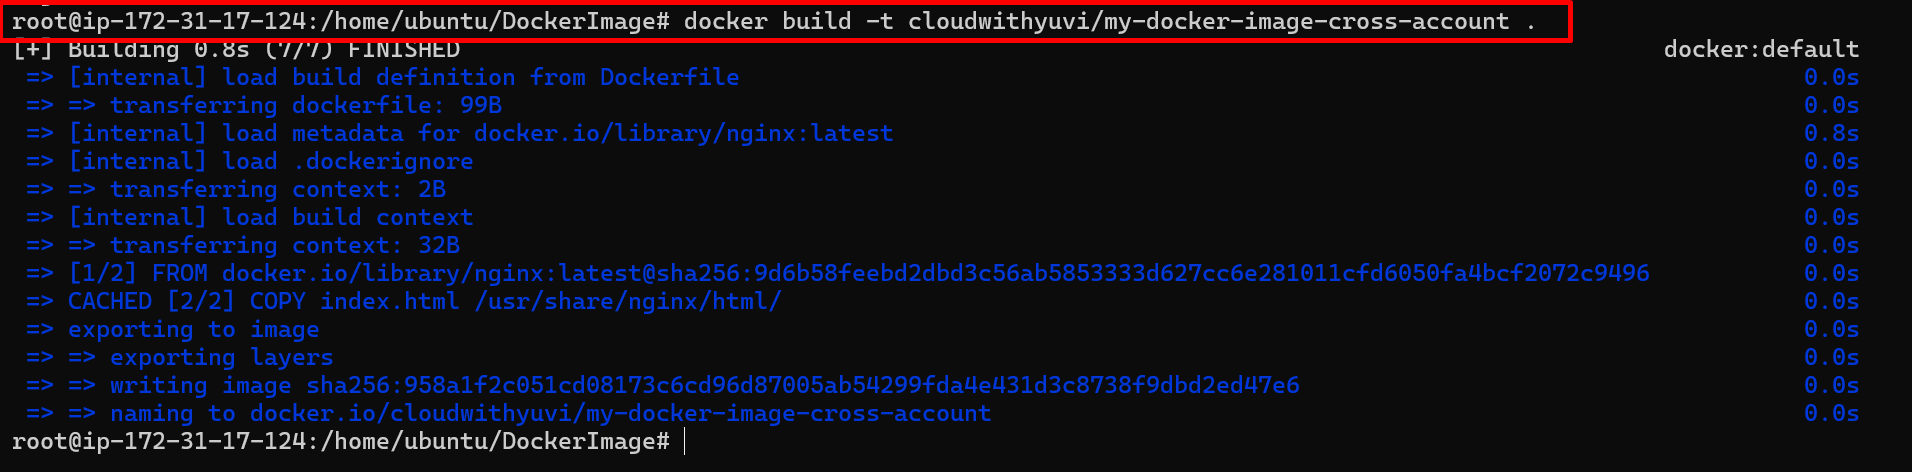 root@ip-172-31-17-124:/home/ubuntu/DockerImage# docker build -t cloudwithyuvi/my-docker-image-cross-account .
[+] Building 0.8s (7/7) FINISHED docker:default
=> [internal] load build definition from Dockerfile 0.0s
=> => transferring dockerfile: 99B 0.0s
=> [internal] load metadata for docker.io/library/nginx:latest 0.8s
=> [internal] load .dockerignore 0.0s
=> => transferring context: 2B 0.0s
=> [internal] load build context 0.0s
=> => transferring context: 32B 0.0s
=> [1/2] FROM docker.io/library/nginx:latest@sha256:9d6b58feebd2dbd3c56ab5853333d627cc6e281011cfd6050fa4bcf2072c9496 0.0s
=> CACHED [2/2] COPY index.html /usr/share/nginx/html/ 0.0s
=> exporting to image 0.0s
=> => exporting layers 0.0s
=> => writing image sha256:958a1f2c051cd08173c6cd96d87005ab54299fda4e431d3c8738f9dbd2ed47e6 0.0s
=> => naming to docker.io/cloudwithyuvi/my-docker-image-cross-account 0.0s
root@ip-172-31-17-124:/home/ubuntu/DockerImage#